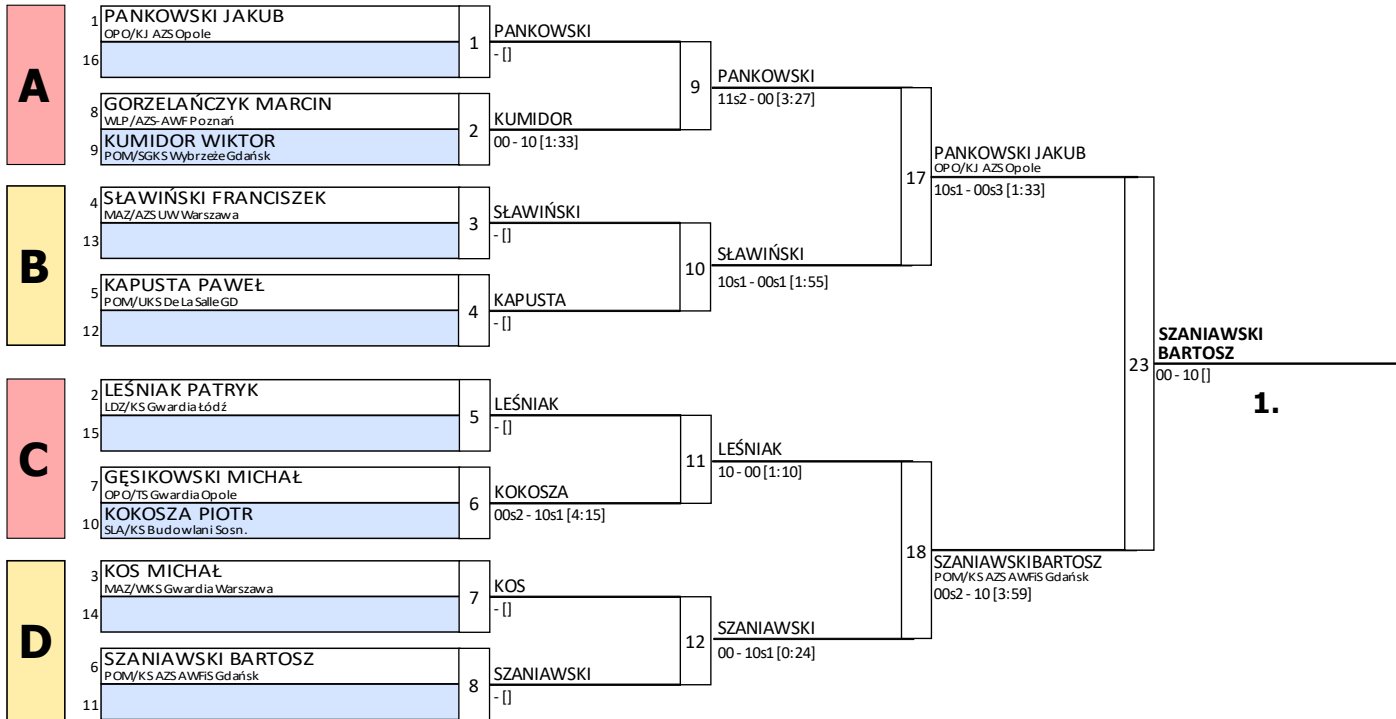 A
1 PANKOWSKI JAKUB
OPO/KJ AZS Opole
16
1
PANKOWSKI
- []
8 GORZELAŃCZYK MARCIN
WLP/AZS-AWF Poznań
9 KUMIDOR WIKTOR
POM/SGKS Wybrzeże Gdańsk
2
KUMIDOR
00 - 10 [1:33]
9
PANKOWSKI
11s2 - 00 [3:27]
B
4 SŁAWIŃSKI FRANCISZEK
MAZ/AZS UW Warszawa
13
3
SŁAWIŃSKI
- []
5 KAPUSTA PAWEŁ
POM/UKS De La Salle GD
12
4
KAPUSTA
- []
10
SŁAWIŃSKI
10s1 - 00s1 [1:55]
17
PANKOWSKI JAKUB
OPO/KJ AZS Opole
10s1 - 00s3 [1:33]
C
2 LEŚNIAK PATRYK
LDZ/KS Gwardia Łódź
15
5
LEŚNIAK
- []
7 GĘSIKOWSKI MICHAŁ
OPO/TS Gwardia Opole
10 KOKOSZA PIOTR
SLA/KS Budowlani Sosn.
6
KOKOSZA
00s2 - 10s1 [4:15]
11
LEŚNIAK
10 - 00 [1:10]
D
3 KOS MICHAŁ
MAZ/WKS Gwardia Warszawa
14
7
KOS
- []
6 SZANIAWSKI BARTOSZ
POM/KS AZS AWFiS Gdańsk
11
8
SZANIAWSKI
- []
12
SZANIAWSKI
00 - 10s1 [0:24]
18
SZANIAWSKI BARTOSZ
POM/KS AZS AWFiS Gdańsk
00s2 - 10 [3:59]
23
SZANIAWSKI
BARTOSZ
00 - 10 []
1.